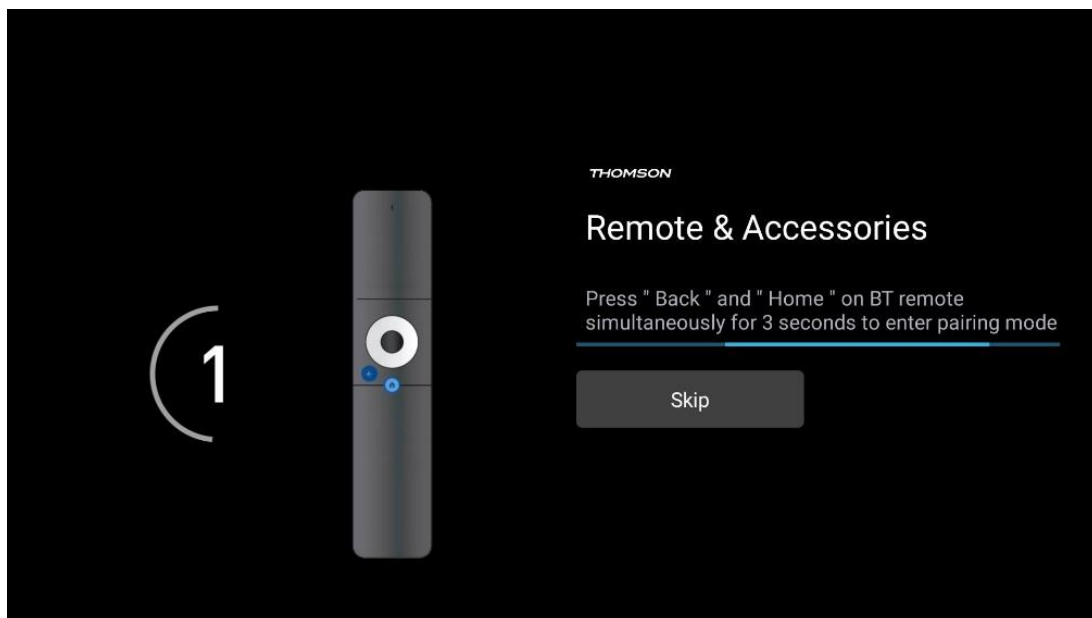 THOMSON
Remote & Accessories
Press " Back " and " Home " on BT remote
simultaneously for 3 seconds to enter pairing mode
1
Skip